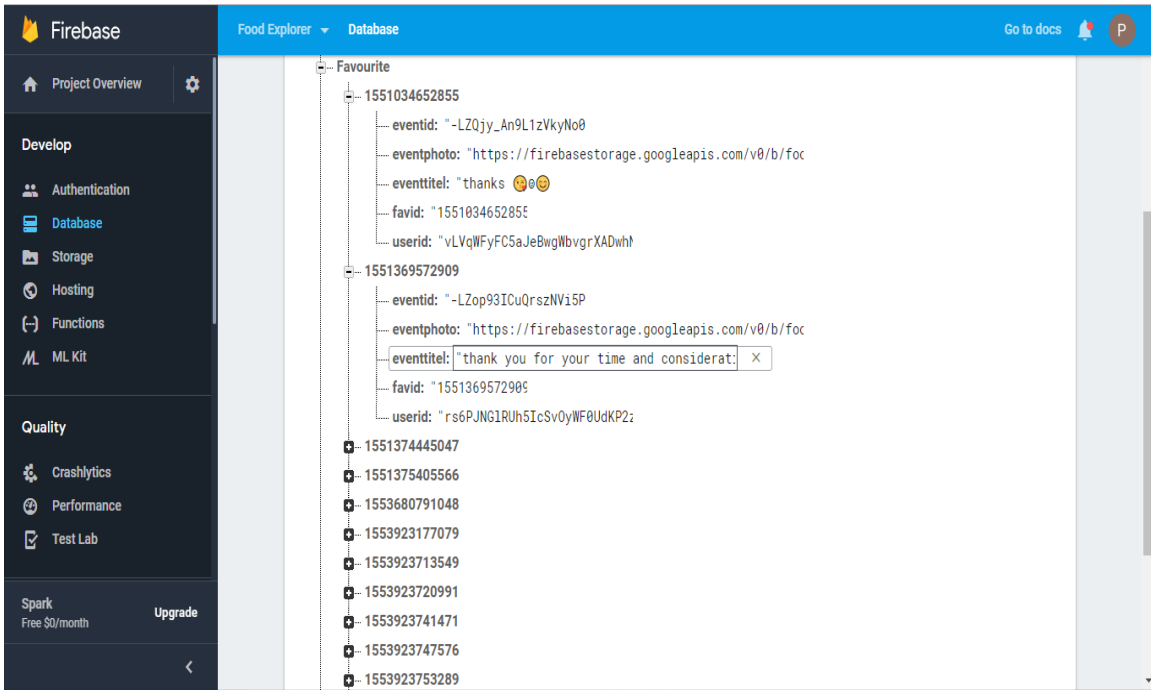 Firebase
Food Explorer Database Go to docs P
Project Overview
Develop
Authentication
Database
Storage
Hosting
Functions
ML Kit
Quality
Crashlytics
Performance
Test Lab
Spark
Free $0/month
Upgrade
Favourite
1551034652855
eventid: "-LZQjy_An9L1zVkyNo0
eventphoto: "https://firebasestorage.googleapis.com/v0/b/foo
eventtitel: "thanks 😘🌚😊
favid: "1551034652855
userid: "vLVqWFyFC5aJeBwgWbvgrXADwhN
1551369572909
eventid: "-LZop93ICuQrszNVi5P
eventphoto: "https://firebasestorage.googleapis.com/v0/b/foo
eventtitel: "thank you for your time and considerati
favid: "1551369572909
userid: "rs6PJNGlRUh5IcSvOyWF0UdKP2z
1551374445047
1551375405566
1553680791048
1553923177079
1553923713549
1553923720991
1553923741471
1553923747576
1553923753289